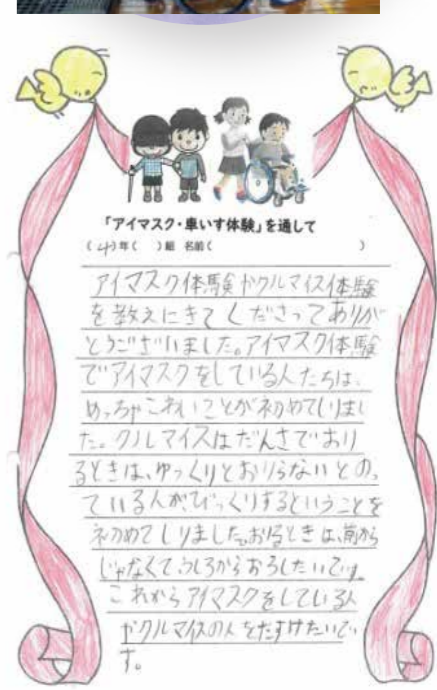 「アイマスク・車いす体験」を通して
(4)年( )組 名前( )
アイマスク体験やクルマイス体験
を教えにきてくださってありが
とうございました。アイマスク体験
でアイマスクをしている人たちは、
めっちゃこわいことが初めてしりまし
た。クルマイスはだんさでおり
るときは、ゆっくりとおりらないとのっ
ている人がびっくりするということを
初めてしりました。おるときは、前から
じゃなくてうしろからおろしたいです。
これからアイマスクをしている人
やクルマイスの人をたすけたいで
す。